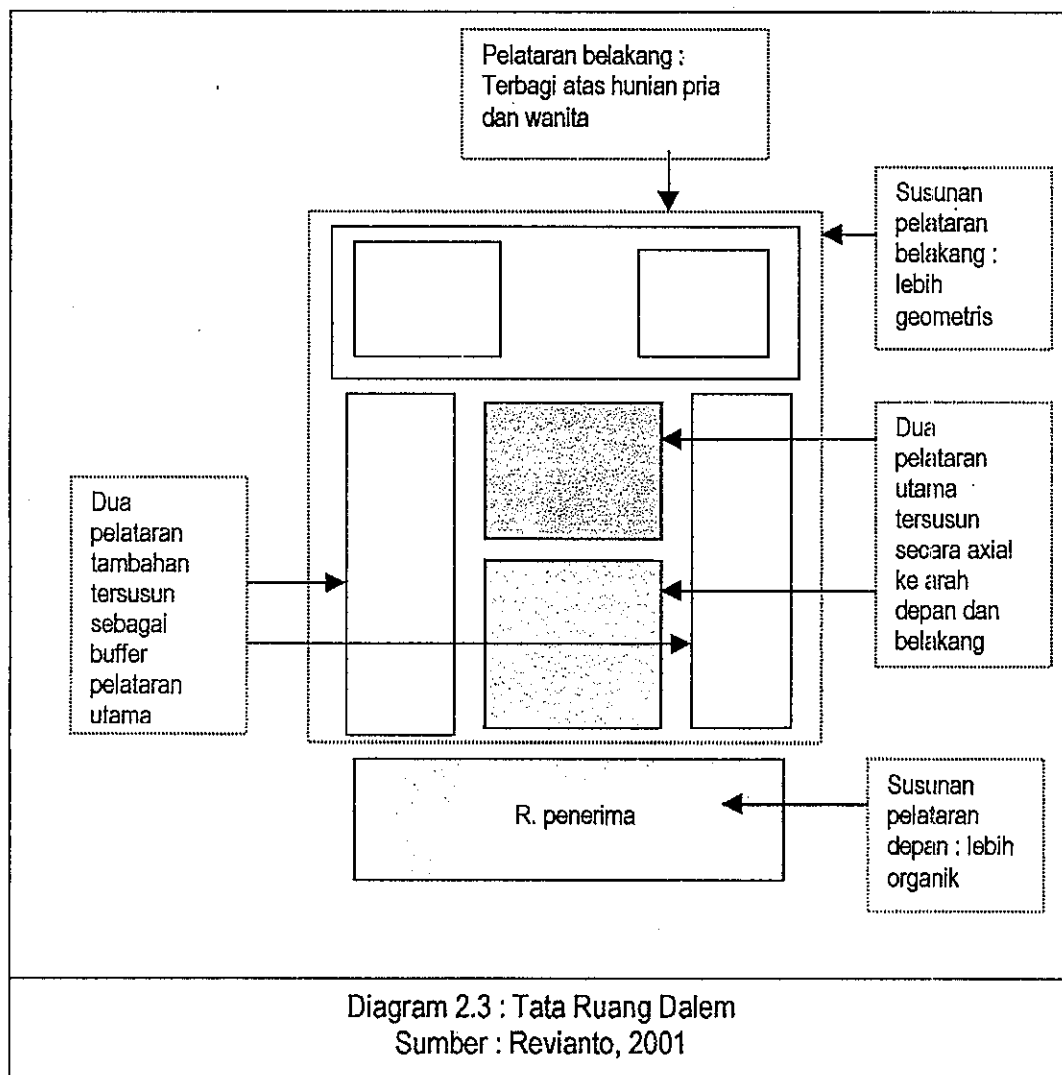 Pelataran belakang :
Terbagi atas hunian pria
dan wanita
Susunan
pelataran
belakang :
lebih
geometris
Dua
pelataran
utama
tersusun
secara axial
ke arah
depan dan
belakang
Dua
pelataran
tambahan
tersusun
sebagai
buffer
pelataran
utama
R. penerima
Susunan
pelataran
depan : lebih
organik
Diagram 2.3 : Tata Ruang Dalem
Sumber : Revianto, 2001